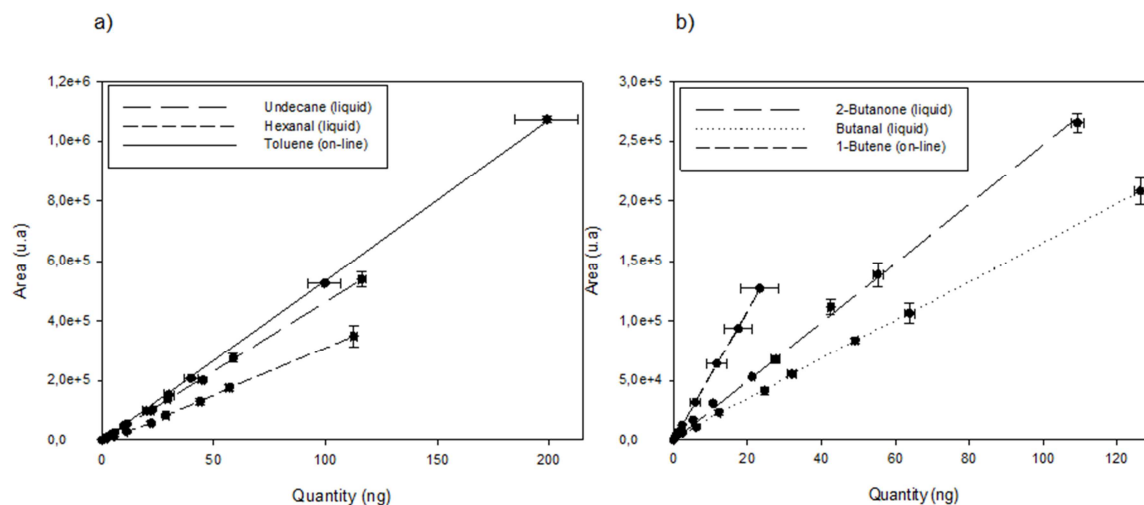 a)
1,2e+6
1,0e+6
8,0e+5
6,0e+5
4,0e+5
2,0e+5
0,0
Area (u.a)
Undecane (liquid)
Hexanal (liquid)
Toluene (on-line)
0
50
100
150
200
Quantity (ng)
b)
3,0e+5
2,5e+5
2,0e+5
1,5e+5
1,0e+5
5,0e+4
0,0
Area (u.a)
2-Butanone (liquid)
Butanal (liquid)
1-Butene (on-line)
0
20
40
60
80
100
120
Quantity (ng)